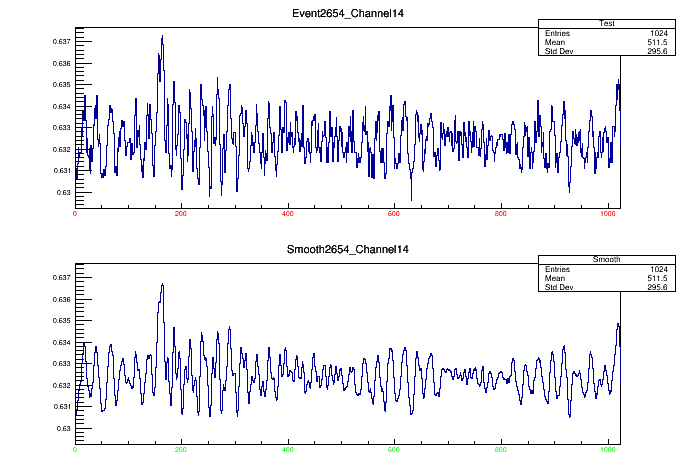 Event2654_Channel14
Test
Entries 1024
Mean 511.5
Std Dev 295.6
0.637
0.636
0.635
0.634
0.633
0.632
0.631
0.63
0 200 400 600 800 1000
Smooth2654_Channel14
Smooth
Entries 1024
Mean 511.5
Std Dev 295.6
0.637
0.636
0.635
0.634
0.633
0.632
0.631
0.63
0 200 400 600 800 1000